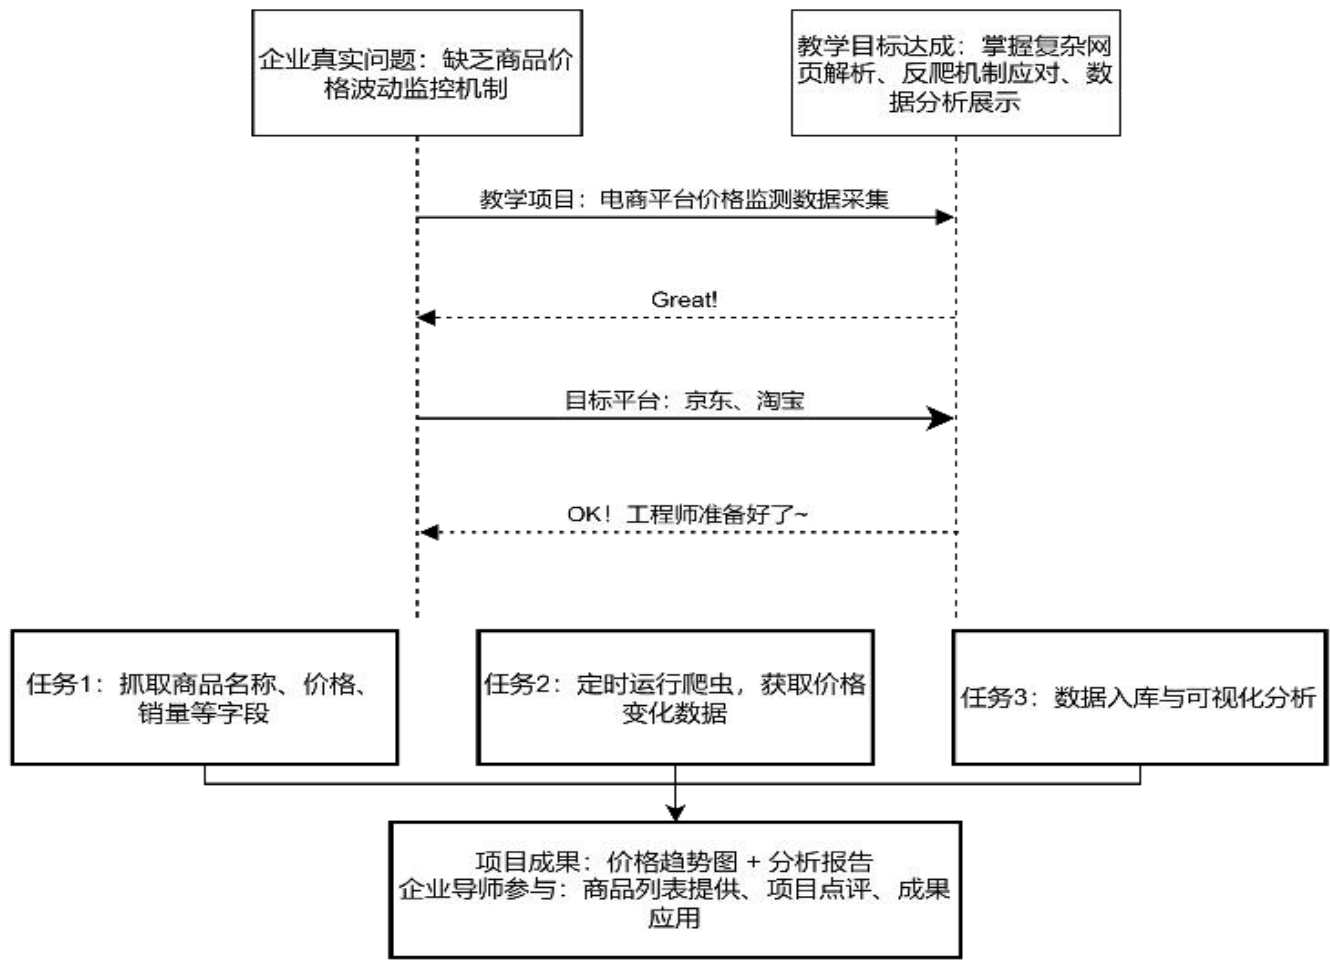 企业真实问题：缺乏商品价
格波动监控机制
教学目标达成：掌握复杂网
页解析、反爬机制应对、数
据分析展示
教学项目：电商平台价格监测数据采集
Great!
目标平台：京东、淘宝
OK！工程师准备好了~
任务1：抓取商品名称、价格、
销量等字段
任务2：定时运行爬虫，获取价格
变化数据
任务3：数据入库与可视化分析
项目成果：价格趋势图 + 分析报告
企业导师参与：商品列表提供、项目点评、成果
应用